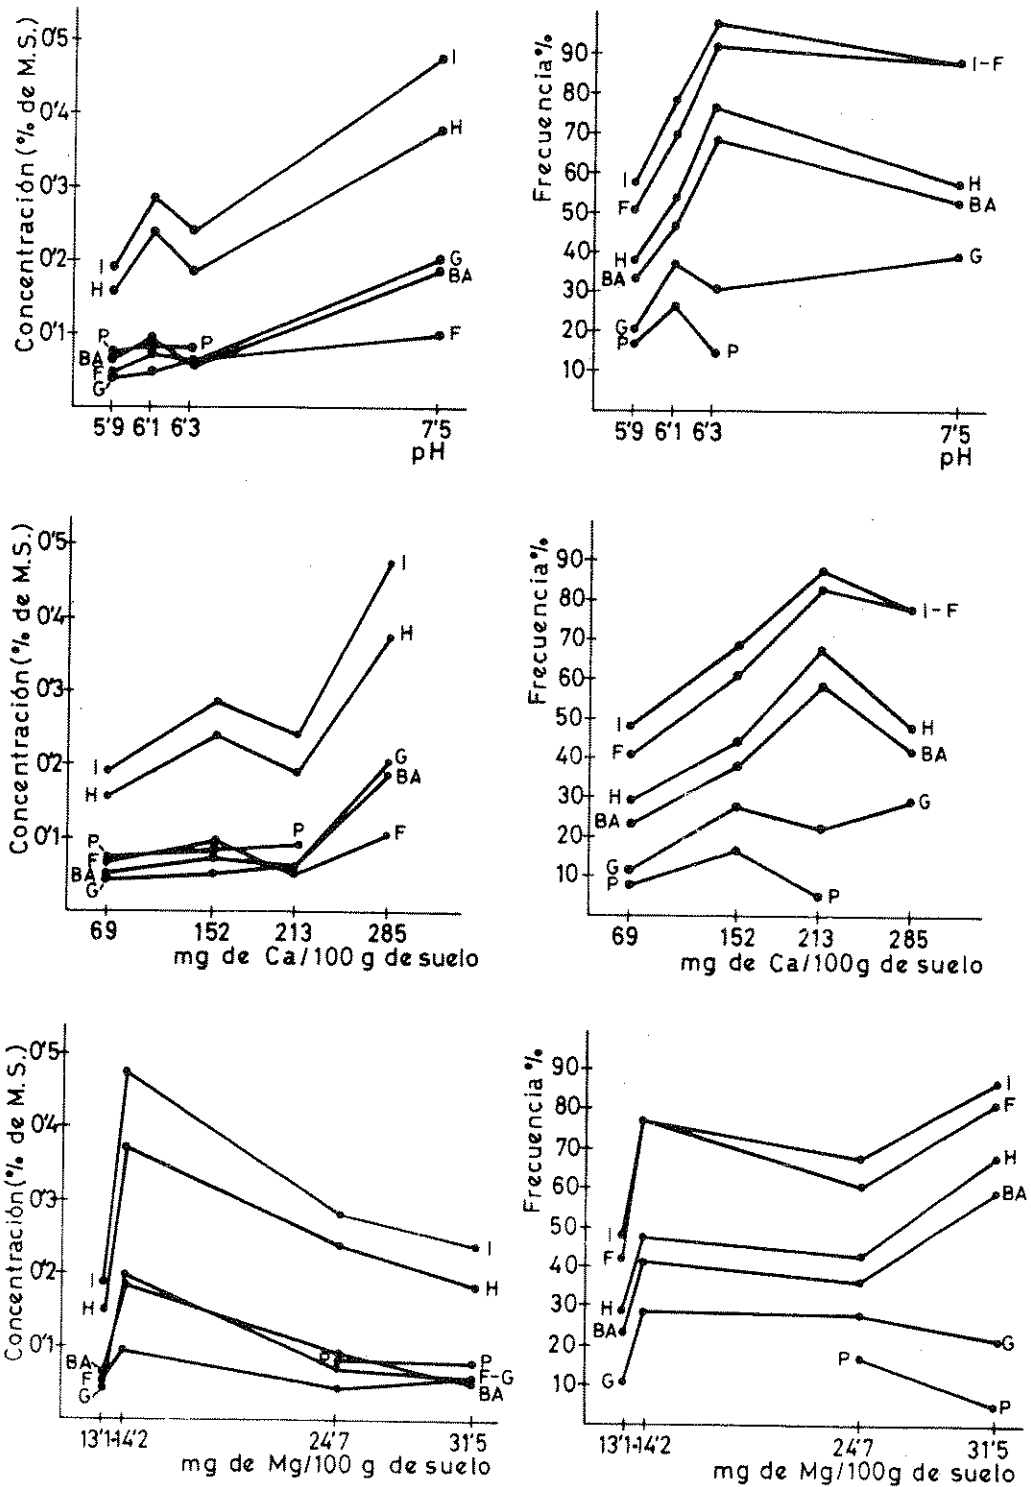 Concentración (% de M.S.)
0'5
0'4
0'3
0'2
0'1
I
H
I
H
P
BA
F
G
P
G
BA
F
5'9 6'1 6'3 7'5
pH
Frecuencia %
90
80
70
60
50
40
30
20
10
I
F
H
BA
G
P
P
I-F
H
BA
G
5'9 6'1 6'3 7'5
pH
Concentración (% de M.S.)
0'5
0'4
0'3
0'2
0'1
I
H
P
F
BA
G
P
I
H
G
BA
F
69 152 213 285
mg de Ca/100 g de suelo
Frecuencia %
90
80
70
60
50
40
30
20
10
I
F
H
BA
G
P
P
I-F
H
BA
G
69 152 213 285
mg de Ca/100g de suelo
Concentración (% de M.S.)
0'5
0'4
0'3
0'2
0'1
I
H
BA
F
G
P
I
H
P
F-G
BA
13'1-14'2 24'7 31'5
mg de Mg/100 g de suelo
Frecuencia %
90
80
70
60
50
40
30
20
10
I
F
H
BA
G
P
I
F
H
BA
G
P
13'1-14'2 24'7 31'5
mg de Mg/100g de suelo